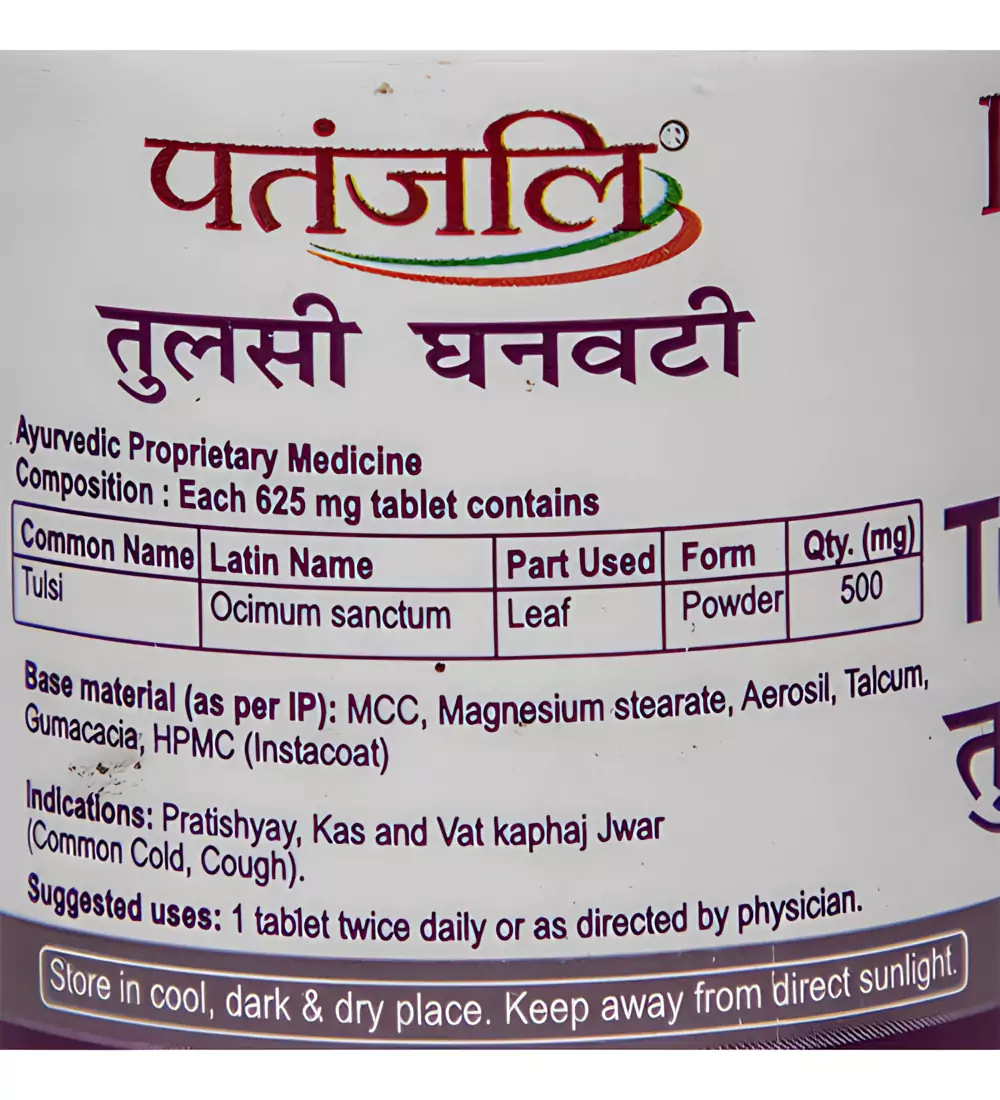 पतंजलि®
तुलसी घनवटी
Ayurvedic Proprietary Medicine
Composition : Each 625 mg tablet contains
Common Name Latin Name Part Used Form Qty. (mg)
Tulsi Ocimum sanctum Leaf Powder 500
Base material (as per IP): MCC, Magnesium stearate, Aerosil, Talcum,
Gumacacia, HPMC (Instacoat)
Indications: Pratishyay, Kas and Vat kaphaj Jwar
(Common Cold, Cough).
Suggested uses: 1 tablet twice daily or as directed by physician.
Store in cool, dark & dry place. Keep away from direct sunlight.